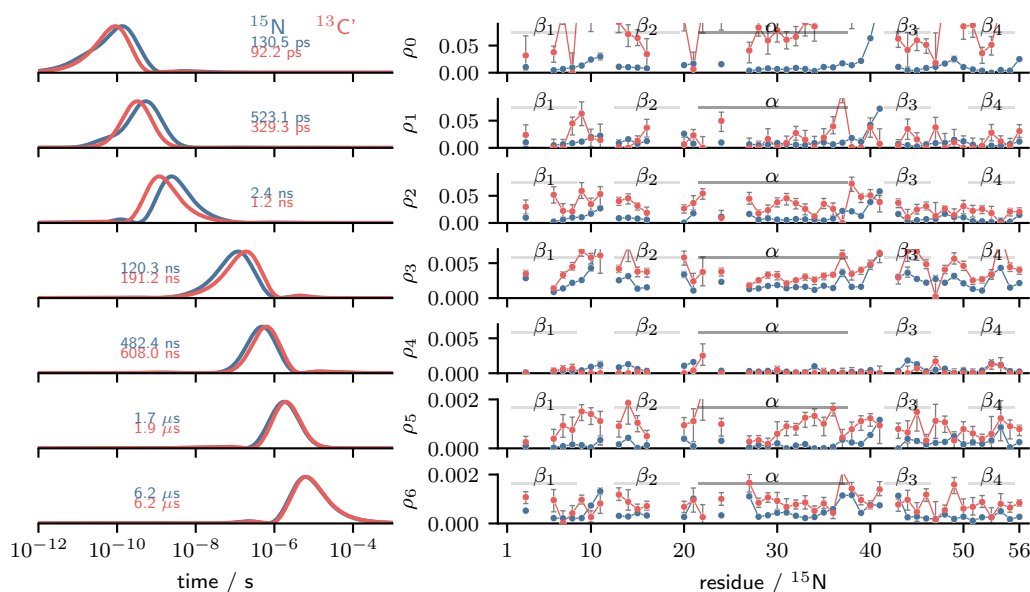 ¹⁵N ¹³C'
130.5 ps
92.2 ps
523.1 ps
329.3 ps
2.4 ns
1.2 ns
120.3 ns
191.2 ns
482.4 ns
608.0 ns
1.7 μs
1.9 μs
6.2 μs
6.2 μs
10⁻¹² 10⁻¹⁰ 10⁻⁸ 10⁻⁶ 10⁻⁴
time / s
ρ₀ 0.05 0.00 β₁ β₂ α β₃ β₄
ρ₁ 0.05 0.00 β₁ β₂ α β₃ β₄
ρ₂ 0.05 0.00 β₁ β₂ α β₃ β₄
ρ₃ 0.005 0.000 β₁ β₂ α β₃ β₄
ρ₄ 0.005 0.000 β₁ β₂ α β₃ β₄
ρ₅ 0.002 0.000 β₁ β₂ α β₃ β₄
ρ₆ 0.002 0.000 β₁ β₂ α β₃ β₄
1 10 20 30 40 50 56
residue / ¹⁵N